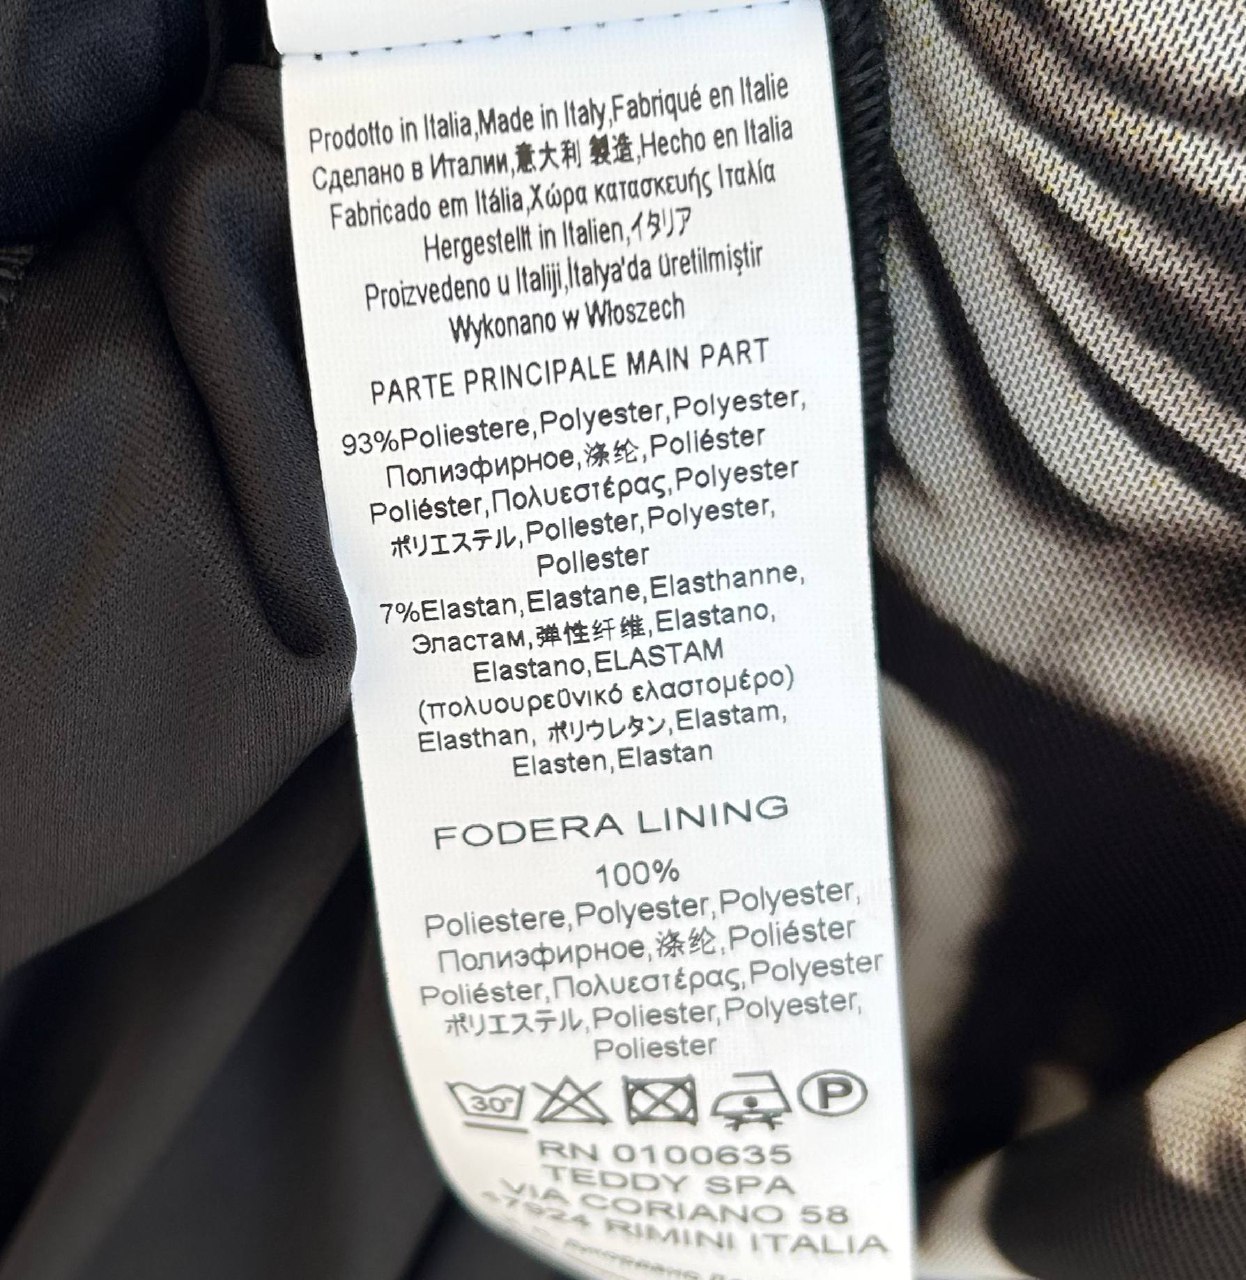 Prodotto in Italia,Made in Italy,Fabriqué en Italie
Сделано в Италии,意大利 製造,Hecho en Italia
Fabricado em Itália,Χώρα κατασκευής Ιταλία
Hergestellt in Italien,イタリア
Proizvedeno u Italiji,İtalya'da üretilmiştir
Wykonano w Włoszech
PARTE PRINCIPALE MAIN PART
93%Poliestere,Polyester,Polyester,
Полиэфирное,涤纶,Poliéster
Poliéster,Πολυεστέρας,Polyester
ポリエステル,Poliester,Polyester,
Poliester
7%Elastan,Elastane,Elasthanne,
Эластам,弹性纤维,Elastano,
Elastano,ELASTAM
(πολυουρεϋνικό ελαστομέρο)
Elasthan, ポリウレタン,Elastam,
Elasten,Elastan
FODERA LINING
100%
Poliestere,Polyester,Polyester,
Полиэфирное,涤纶,Poliéster
Poliéster,Πολυεστέρας,Polyester
ポリエステル,Poliester,Polyester,
Poliester
30° P
RN 0100635
TEDDY SPA
VIA CORIANO 58
47924 RIMINI ITALIA